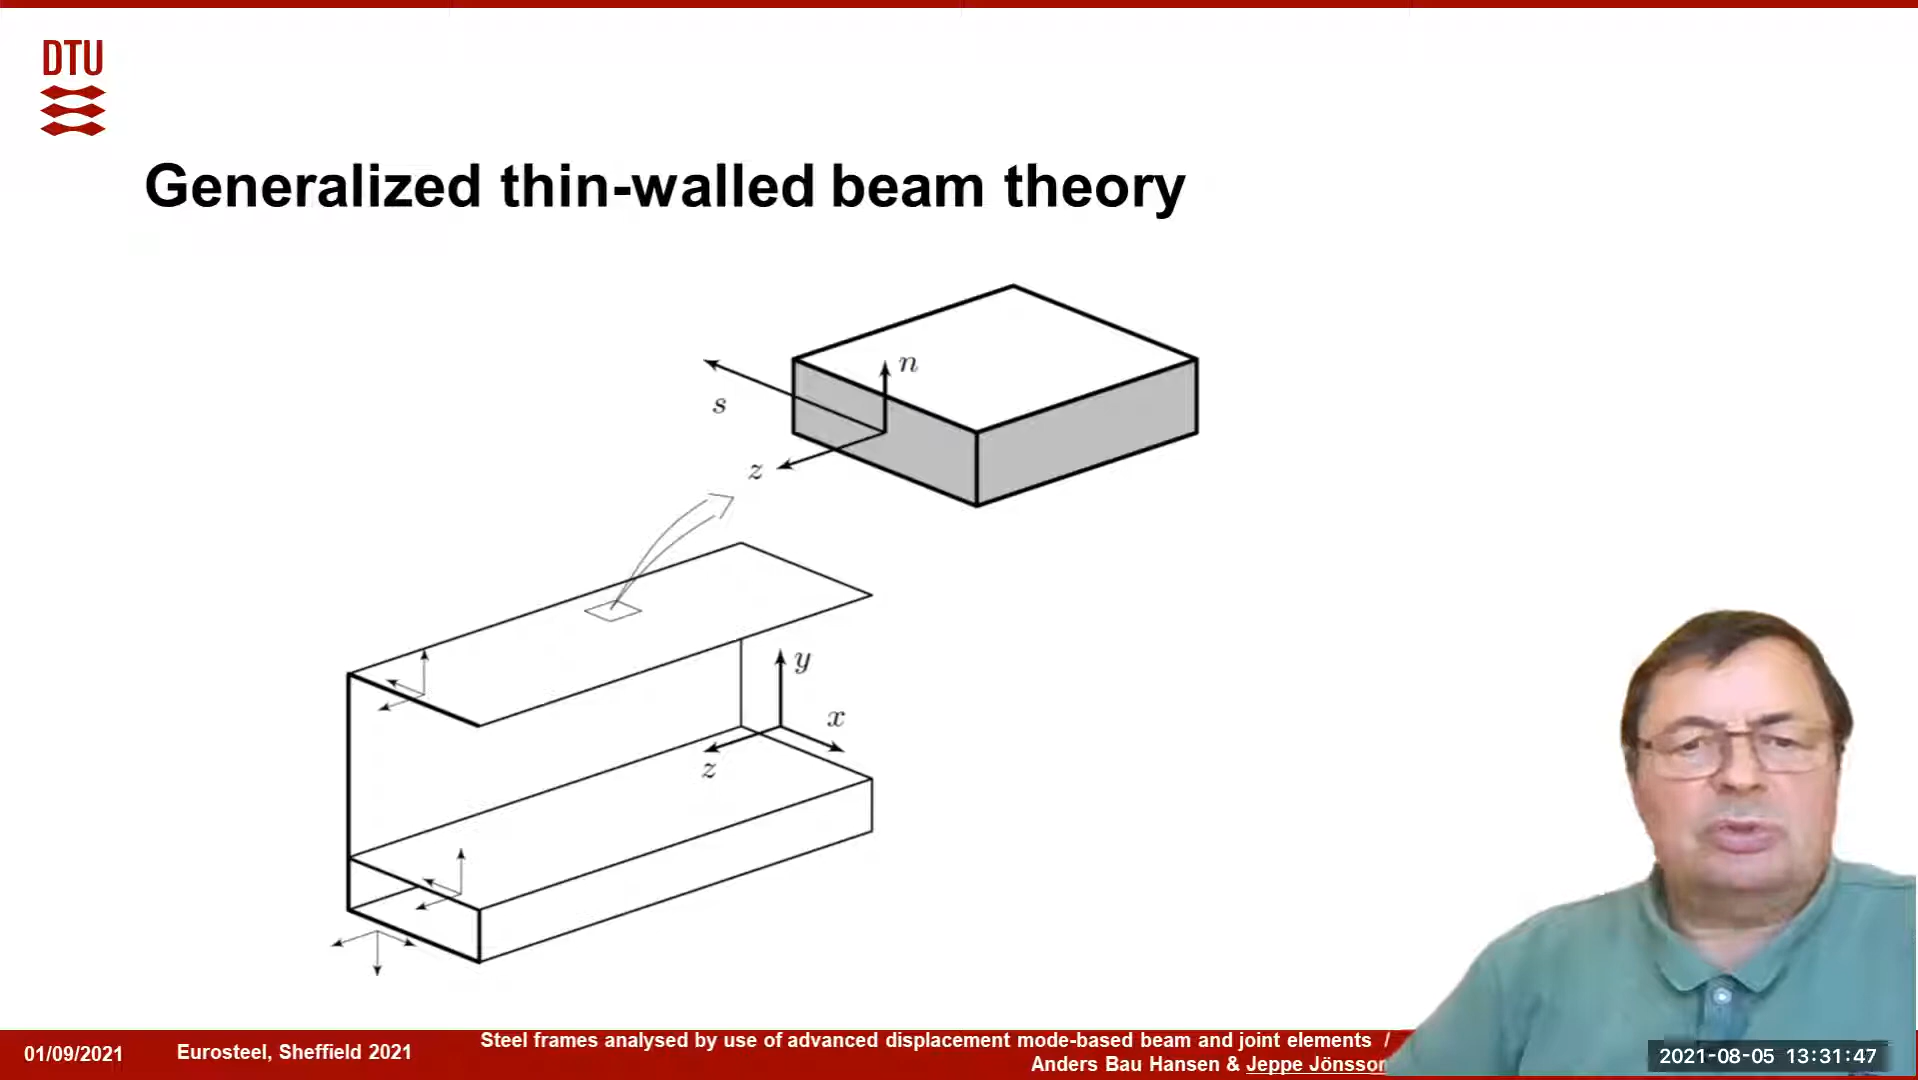 DTU
Generalized thin-walled beam theory
n
s
z
y
x
z
01/09/2021
Eurosteel, Sheffield 2021
Steel frames analysed by use of advanced displacement mode-based beam and joint elements /
Anders Bau Hansen & Jeppe Jönsson
2021-08-05 13:31:47